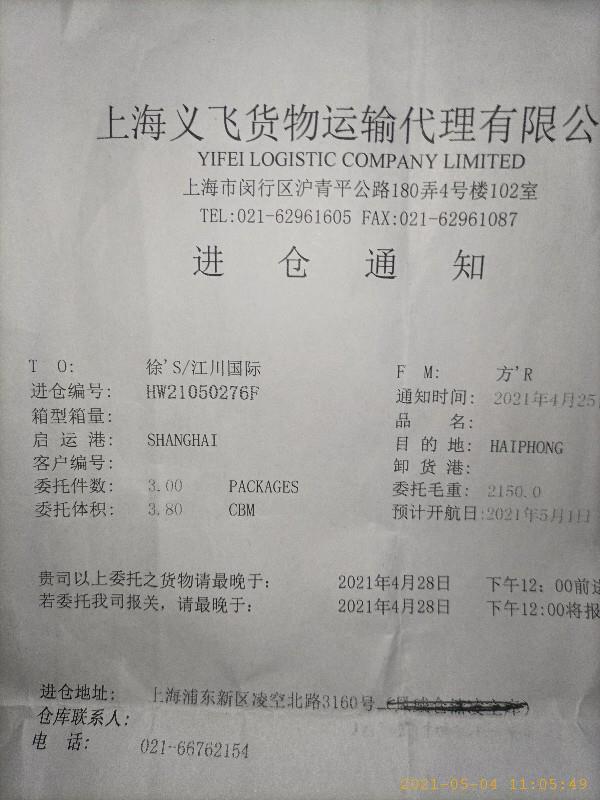 上海义飞货物运输代理有限公
YIFEI LOGISTIC COMPANY LIMITED
上海市闵行区沪青平公路180弄4号楼102室
TEL:021-62961605 FAX:021-62961087
进 仓 通 知
T O: 徐'S/江川国际 F M: 方'R
进仓编号: HW21050276F 通知时间: 2021年4月25
箱型箱量: 品 名:
启 运 港: SHANGHAI 目 的 地: HAIPHONG
客户编号: 卸 货 港:
委托件数: 3.00 PACKAGES 委托毛重: 2150.0
委托体积: 3.80 CBM 预计开航日:2021年5月1日
贵司以上委托之货物请最晚于: 2021年4月28日 下午12: 00前送
若委托我司报关，请最晚于: 2021年4月28日 下午12:00将报
进仓地址: 上海浦东新区凌空北路3160号
仓库联系人:
电 话: 021-66762154
2021-05-04 11:05:49